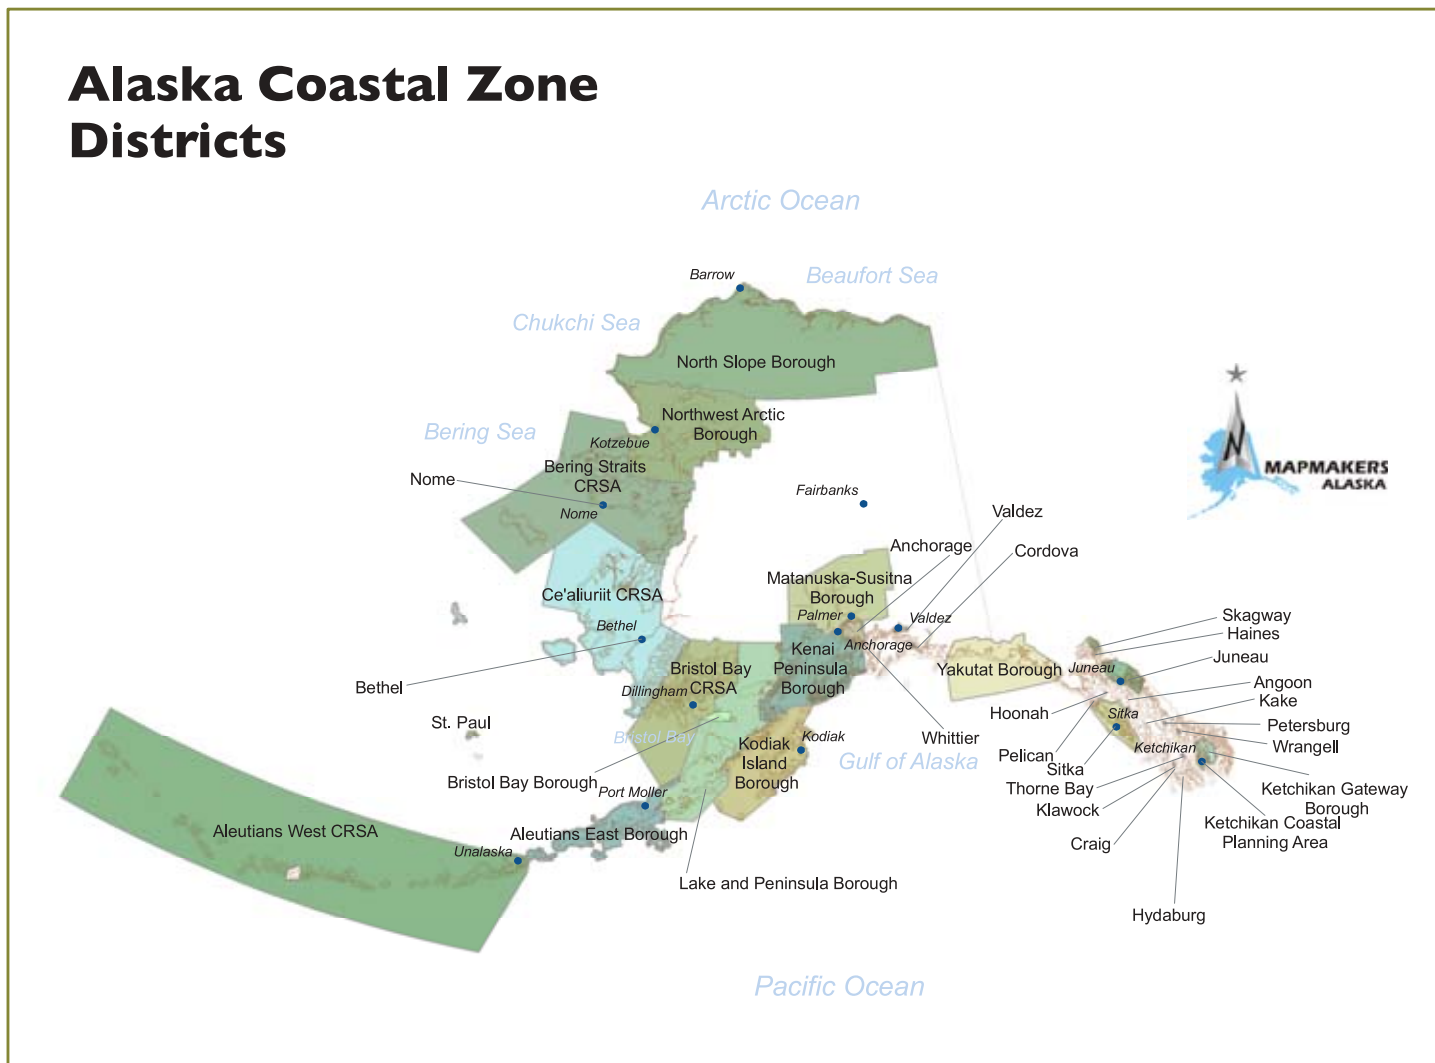 Alaska Coastal Zone
Districts
Arctic Ocean
Barrow
Beaufort Sea
Chukchi Sea
North Slope Borough
Northwest Arctic
Borough
Bering Sea
Kotzebue
Bering Straits
CRSA
Nome
Nome
Fairbanks
N
MAPMAKERS
ALASKA
Valdez
Anchorage
Cordova
Matanuska-Susitna
Borough
Ce'aliuriit CRSA
Palmer
Valdez
Anchorage
Bethel
Bethel
Kenai
Peninsula
Borough
Yakutat Borough
Skagway
Haines
Juneau
Juneau
Angoon
Kake
Petersburg
Wrangell
Hoonah
Pelican
Sitka
Sitka
Ketchikan
Thorne Bay
Klawock
Craig
Ketchikan Gateway
Borough
Ketchikan Coastal
Planning Area
Hydaburg
Bristol Bay
CRSA
Dillingham
St. Paul
Bristol Bay
Bristol Bay Borough
Kodiak
Island
Borough
Kodiak
Whittier
Gulf of Alaska
Port Moller
Aleutians West CRSA
Aleutians East Borough
Unalaska
Lake and Peninsula Borough
Pacific Ocean